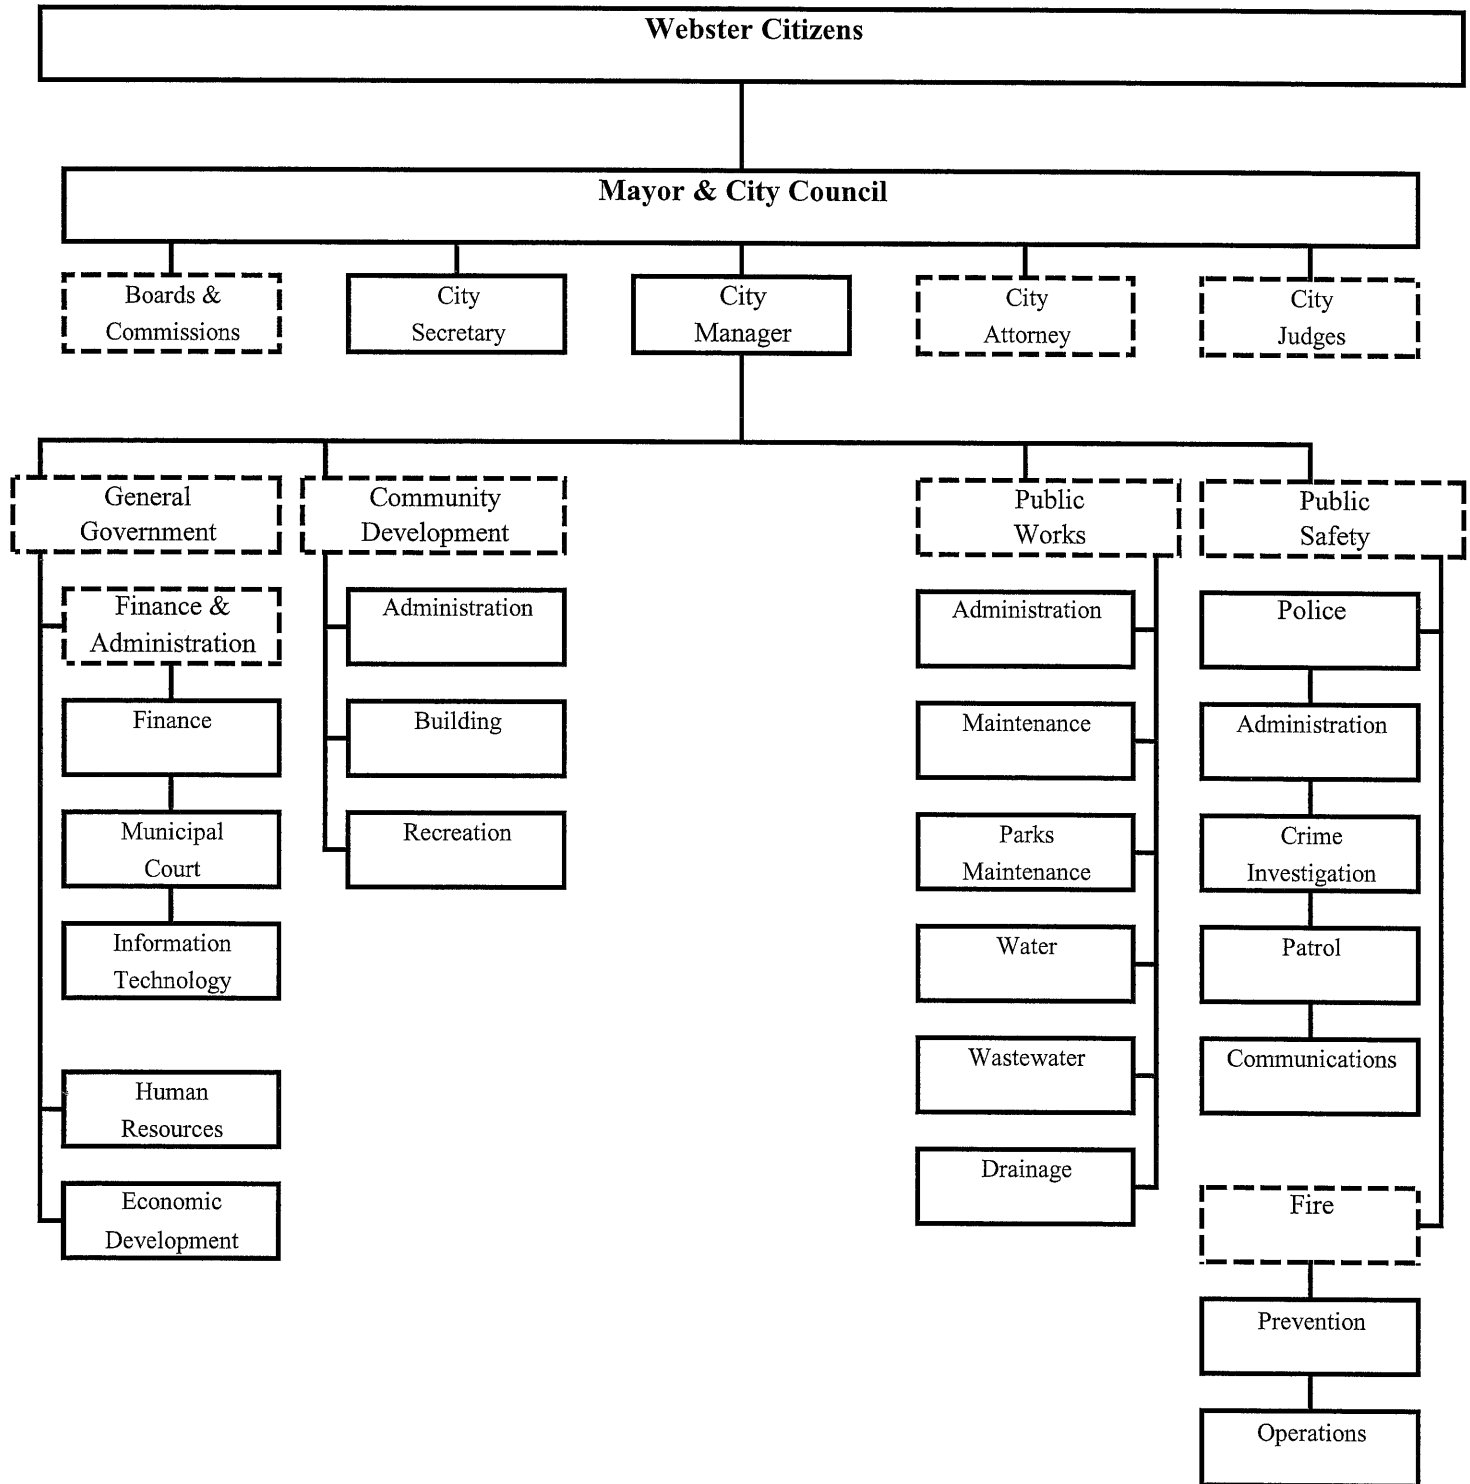 Webster Citizens
Mayor & City Council
Boards &
Commissions
City
Secretary
City
Manager
City
Attorney
City
Judges
General
Government
Community
Development
Public
Works
Public
Safety
Finance &
Administration
Finance
Municipal
Court
Information
Technology
Human
Resources
Economic
Development
Administration
Building
Recreation
Administration
Maintenance
Parks
Maintenance
Water
Wastewater
Drainage
Police
Administration
Crime
Investigation
Patrol
Communications
Fire
Prevention
Operations